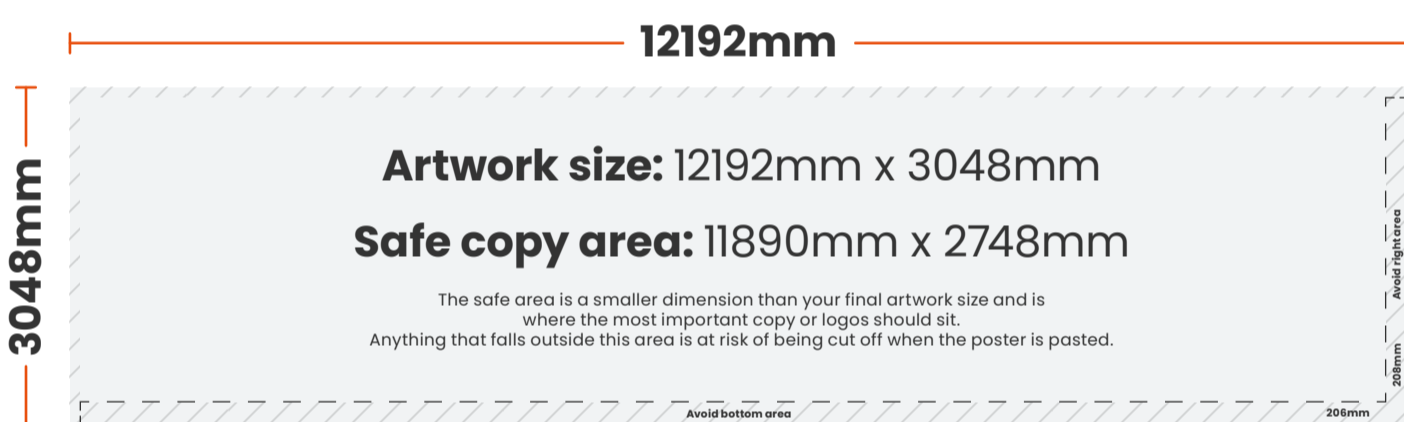 12192mm
3048mm
Artwork size: 12192mm x 3048mm
Safe copy area: 11890mm x 2748mm
The safe area is a smaller dimension than your final artwork size and is
where the most important copy or logos should sit.
Anything that falls outside this area is at risk of being cut off when the poster is pasted.
Avoid right area
208mm
Avoid bottom area
206mm